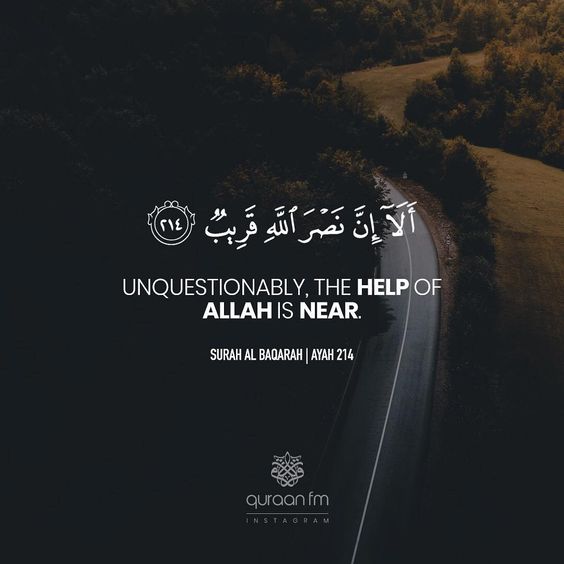 أَلَآ إِنَّ نَصْرَ ٱللَّهِ قَرِيبٌ ٢١٤
UNQUESTIONABLY, THE HELP OF
ALLAH IS NEAR.
SURAH AL BAQARAH | AYAH 214
quraan fm
INSTAGRAM